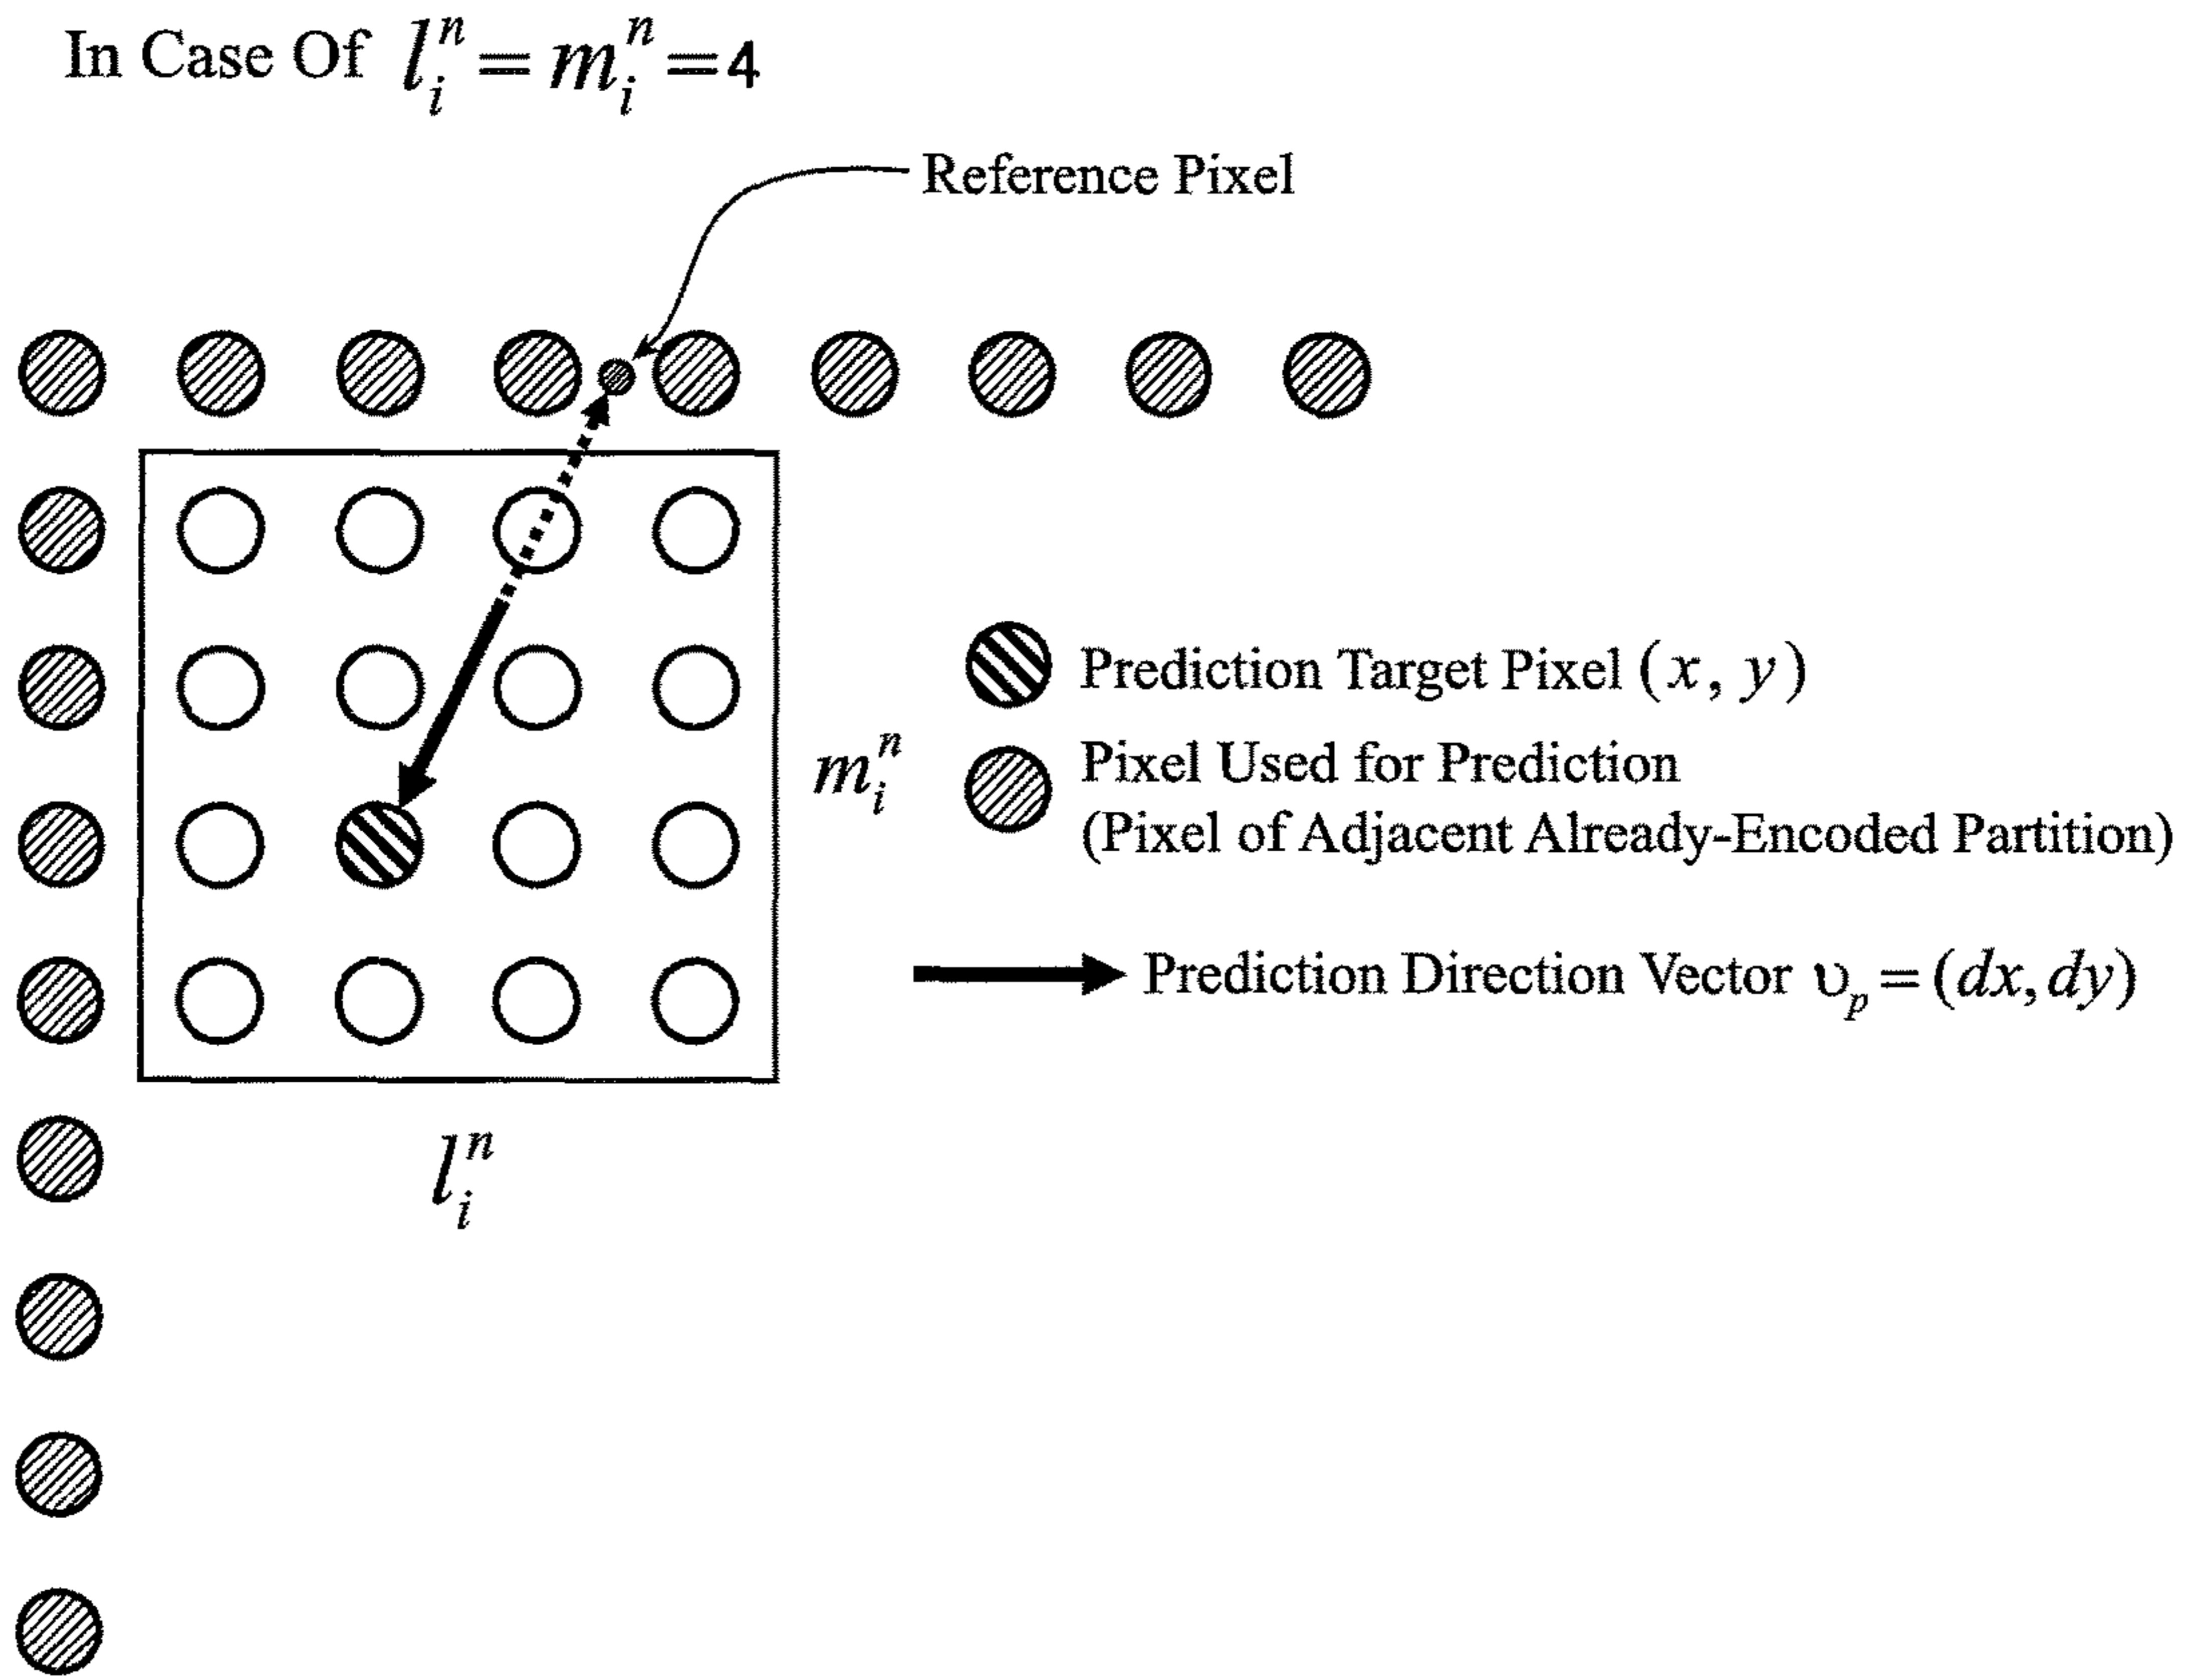 In Case Of $l_i^n = m_i^n = 4$
Reference Pixel
Prediction Target Pixel $(x, y)$
$m_i^n$
Pixel Used for Prediction
(Pixel of Adjacent Already-Encoded Partition)
Prediction Direction Vector $\upsilon_p = (dx, dy)$
$l_i^n$